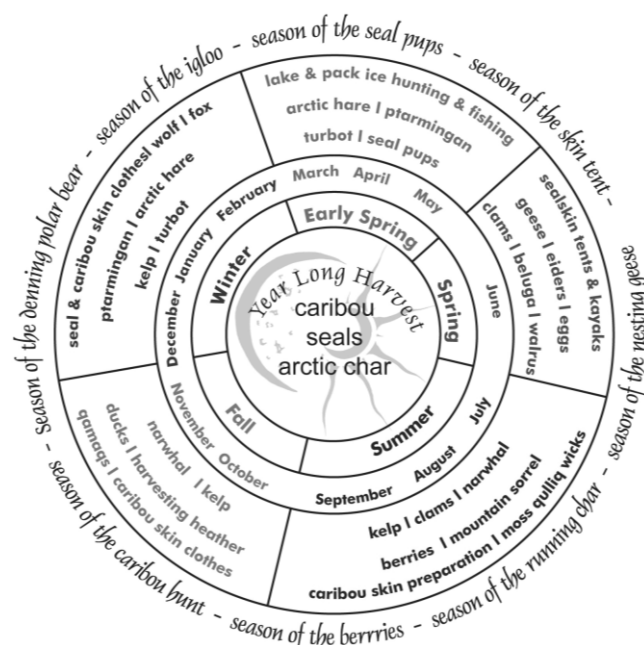 Season of the denning polar bear - season of the igloo - season of the seal pups - season of the skin tent - season of the nesting geese - season of the running char - season of the berrries - season of the caribou hunt -
lake & pack ice hunting & fishing
arctic hare | ptarmingan
turbot | seal pups
sealskin tents & kayaks
geese | eiders | eggs
clams | beluga | walrus
kelp | clams | narwhal
berries | mountain sorrel
caribou skin preparation | moss qulliq wicks
narwhal | kelp
ducks | harvesting heather
qamaqs | caribou skin clothes
seal & caribou skin clothes| wolf | fox
ptarmingan | arctic hare
kelp | turbot
January
February
March
April
May
June
July
August
September
October
November
December
Winter
Early Spring
Spring
Summer
Fall
Year Long Harvest
caribou
seals
arctic char